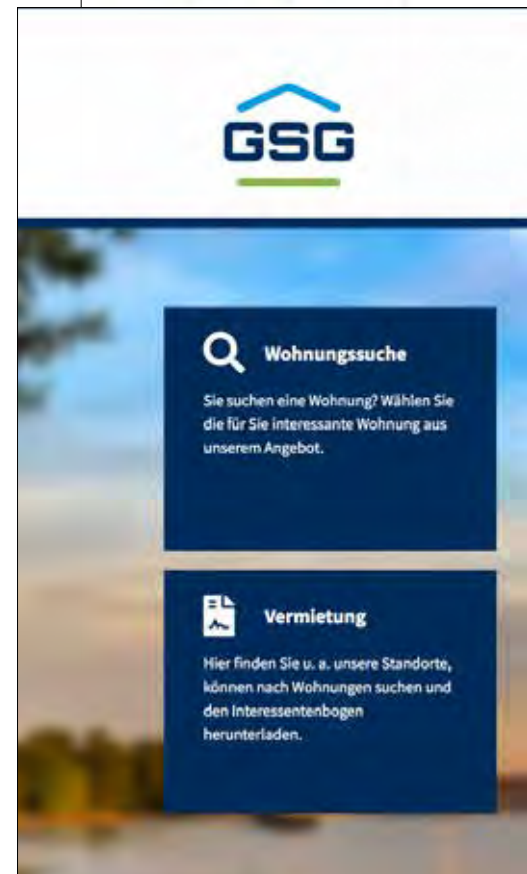 GSG
Wohnungssuche
Sie suchen eine Wohnung? Wählen Sie
die für Sie interessante Wohnung aus
unserem Angebot.
Vermietung
Hier finden Sie u. a. unsere Standorte,
können nach Wohnungen suchen und
den Interessentenbogen
herunterladen.